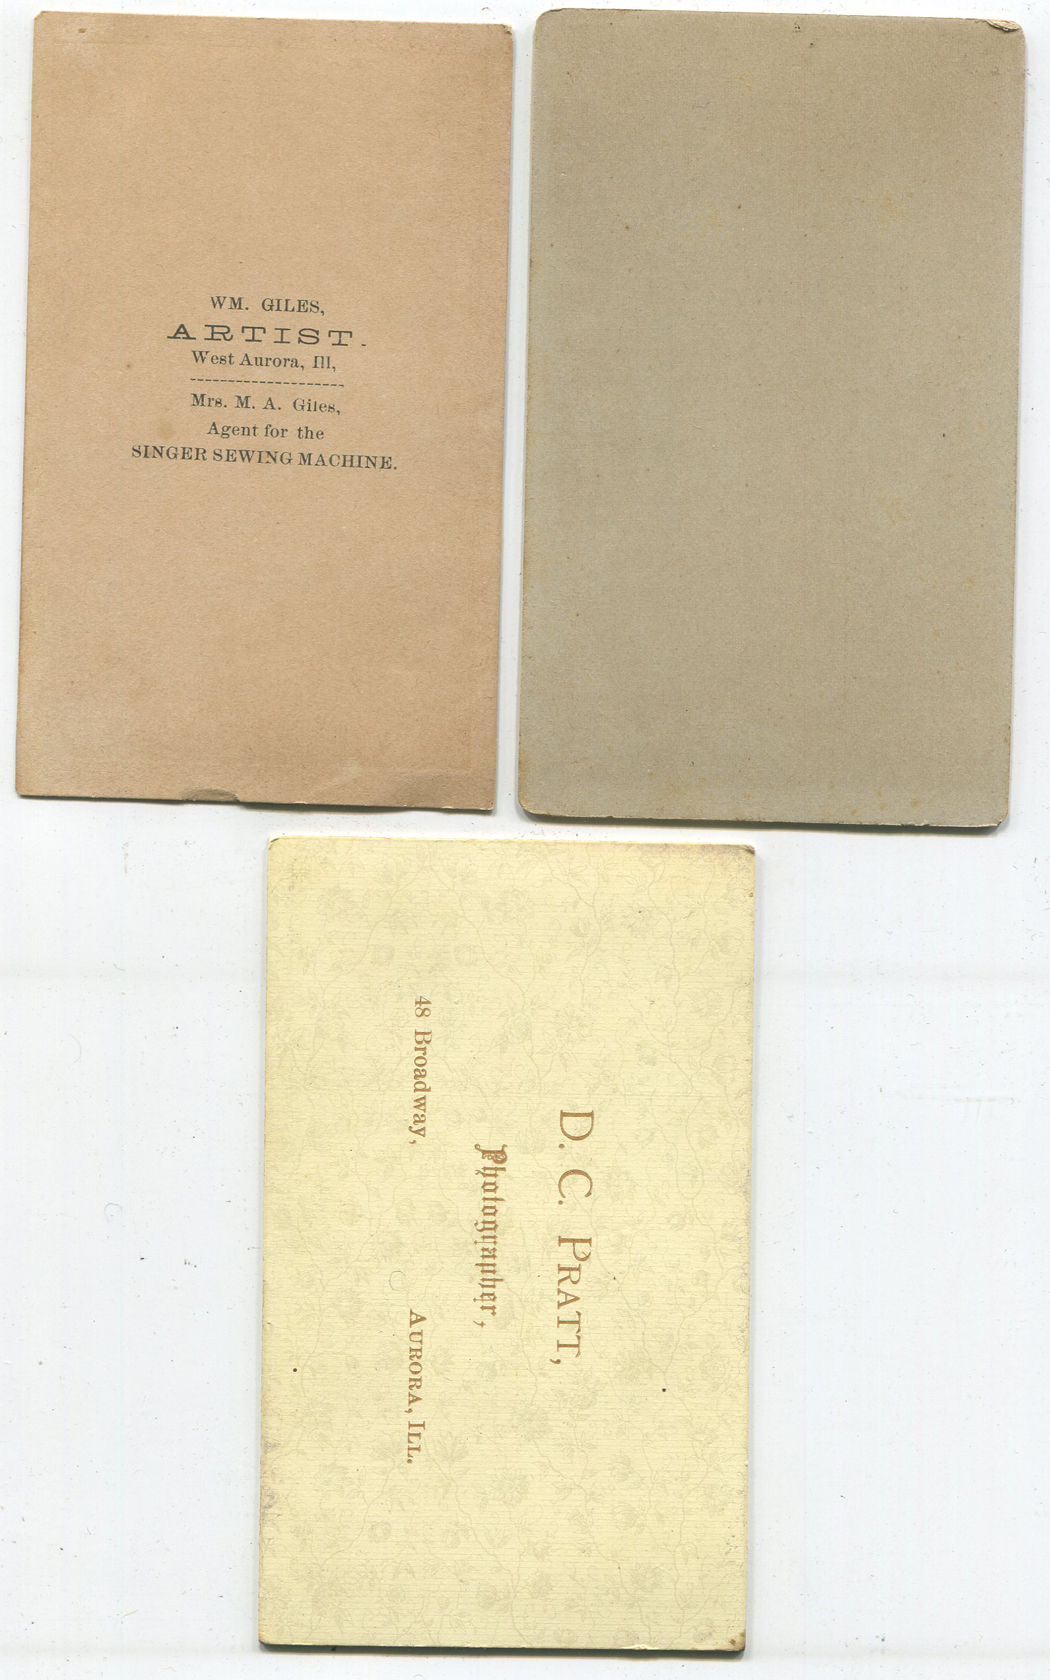 WM. GILES,
ARTIST.
West Aurora, Ill,
Mrs. M. A. Giles,
Agent for the
SINGER SEWING MACHINE.
D. C. PRATT,
Photographer,
48 Broadway, AURORA, ILL.